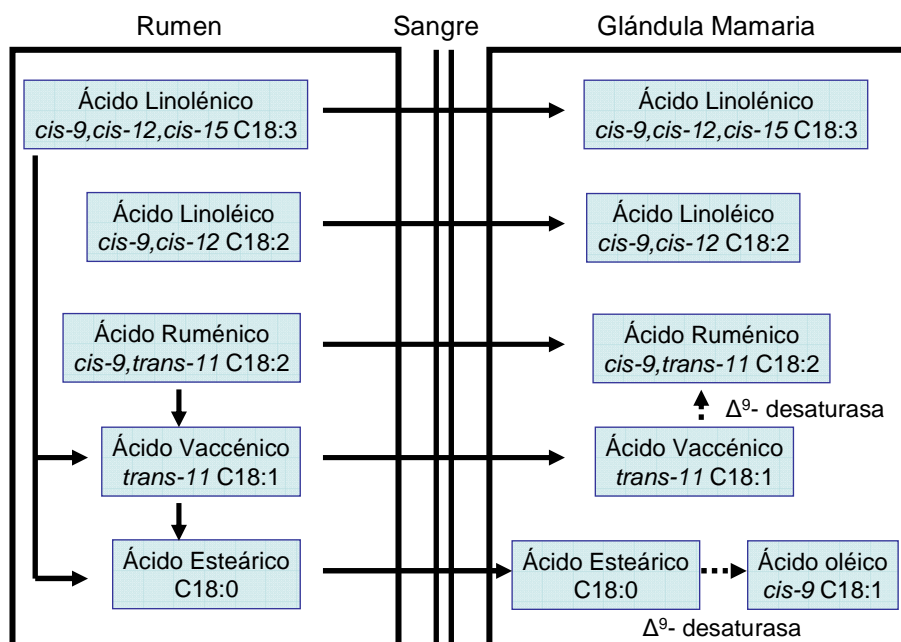 Rumen
Sangre
Glándula Mamaria
Ácido Linolénico
cis-9,cis-12,cis-15 C18:3
Ácido Linolénico
cis-9,cis-12,cis-15 C18:3
Ácido Linoléico
cis-9,cis-12 C18:2
Ácido Linoléico
cis-9,cis-12 C18:2
Ácido Ruménico
cis-9,trans-11 C18:2
Ácido Ruménico
cis-9,trans-11 C18:2
Δ⁹- desaturasa
Ácido Vaccénico
trans-11 C18:1
Ácido Vaccénico
trans-11 C18:1
Ácido Esteárico
C18:0
Ácido Esteárico
C18:0
Ácido oléico
cis-9 C18:1
Δ⁹- desaturasa